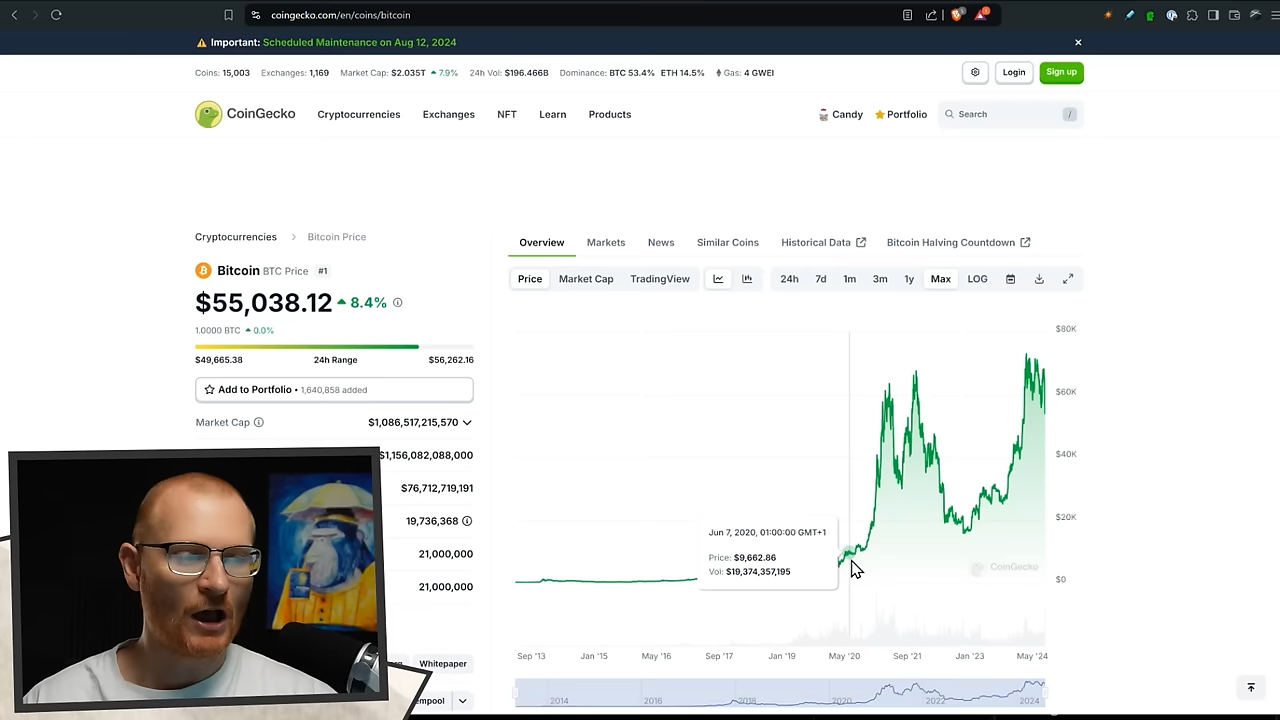 coingecko.com/en/coins/bitcoin
Important: Scheduled Maintenance on Aug 12, 2024
Coins: 15,003 Exchanges: 1,169 Market Cap: $2.035T 7.9% 24h Vol: $196.466B Dominance: BTC 53.4% ETH 14.5% Gas: 4 GWEI
Login
Sign up
CoinGecko
Cryptocurrencies Exchanges NFT Learn Products
Candy Portfolio
Search /
Cryptocurrencies > Bitcoin Price
Bitcoin BTC Price #1
$55,038.12 8.4%
1.0000 BTC 0.0%
$49,665.38 24h Range $56,262.16
Add to Portfolio • 1,640,858 added
Market Cap $1,086,517,215,570
$1,156,082,088,000
$76,712,719,191
19,736,368
21,000,000
21,000,000
Whitepaper
Overview Markets News Similar Coins Historical Data Bitcoin Halving Countdown
Price Market Cap TradingView
24h 7d 1m 3m 1y Max LOG
$80K
$60K
$40K
$20K
$0
Jun 7, 2020, 01:00:00 GMT+1
Price: $9,662.86
Vol: $19,374,357,195
CoinGecko
Sep '13 Jan '15 May '16 Sep '17 Jan '19 May '20 Sep '21 Jan '23 May '24
2014 2016 2018 2020 2022 2024